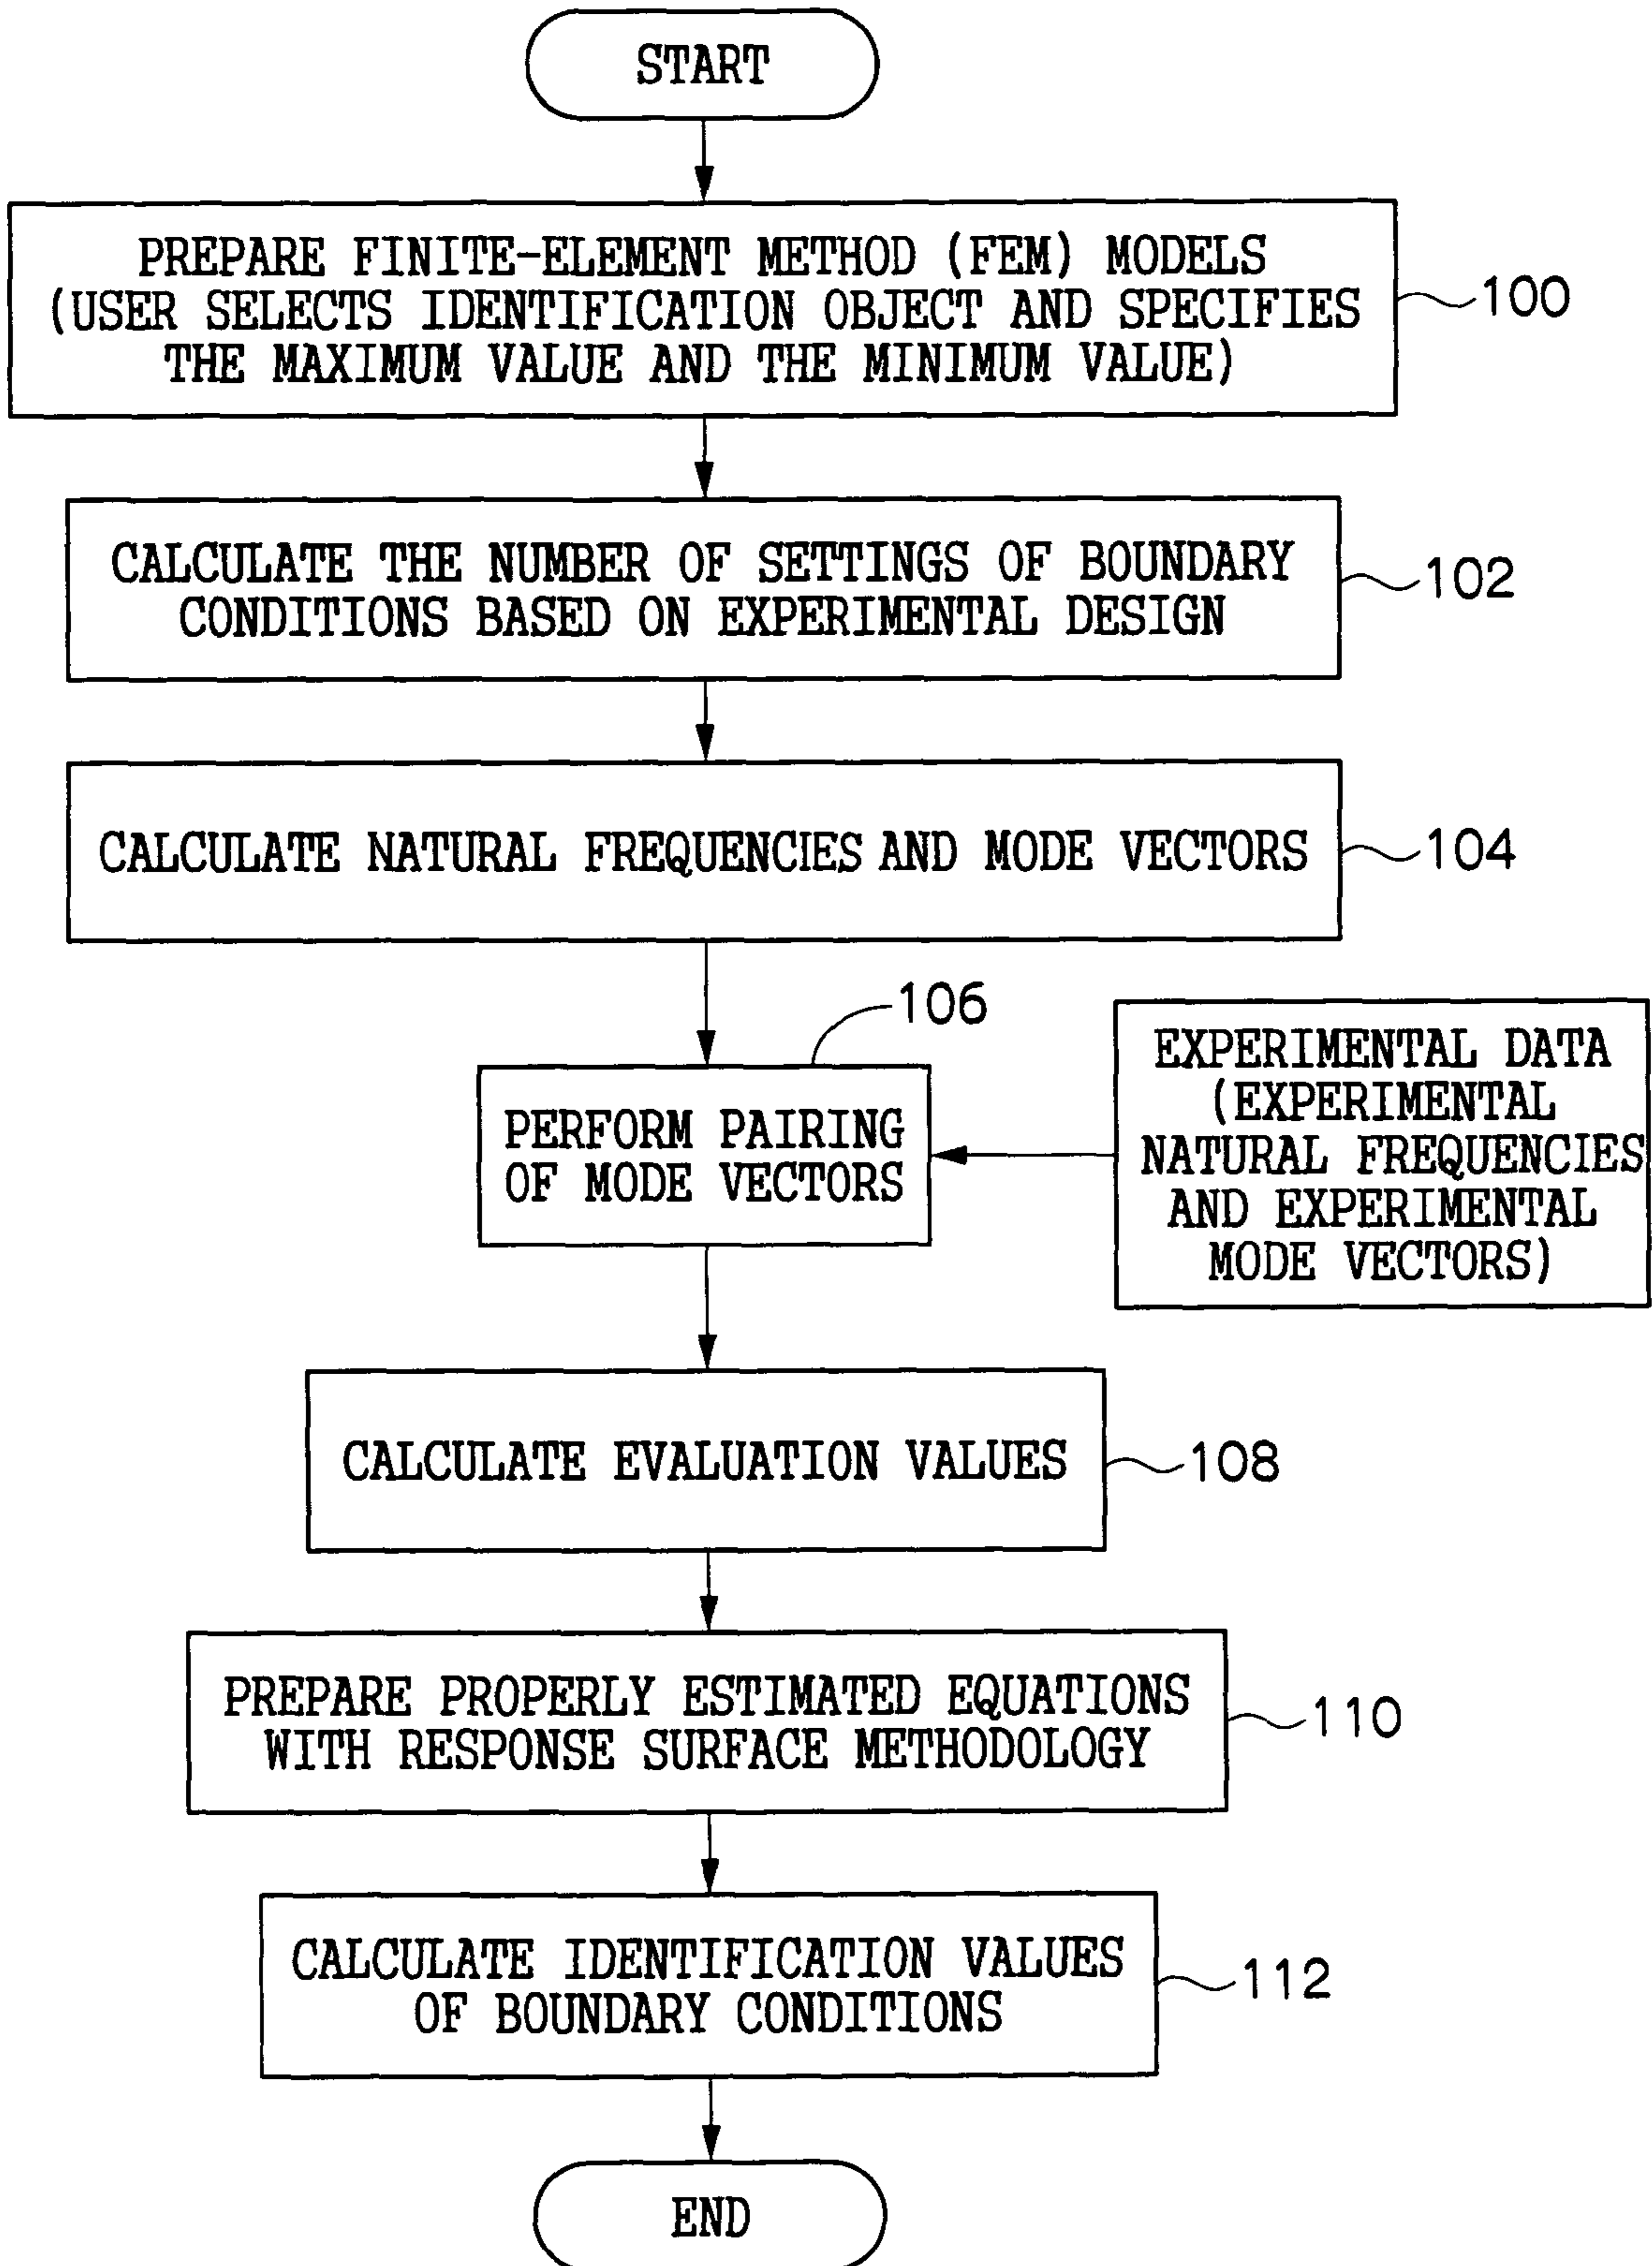 START
PREPARE FINITE-ELEMENT METHOD (FEM) MODELS
(USER SELECTS IDENTIFICATION OBJECT AND SPECIFIES
THE MAXIMUM VALUE AND THE MINIMUM VALUE)
100
CALCULATE THE NUMBER OF SETTINGS OF BOUNDARY
CONDITIONS BASED ON EXPERIMENTAL DESIGN
102
CALCULATE NATURAL FREQUENCIES AND MODE VECTORS
104
106
PERFORM PAIRING
OF MODE VECTORS
EXPERIMENTAL DATA
(EXPERIMENTAL
NATURAL FREQUENCIES
AND EXPERIMENTAL
MODE VECTORS)
CALCULATE EVALUATION VALUES
108
PREPARE PROPERLY ESTIMATED EQUATIONS
WITH RESPONSE SURFACE METHODOLOGY
110
CALCULATE IDENTIFICATION VALUES
OF BOUNDARY CONDITIONS
112
END